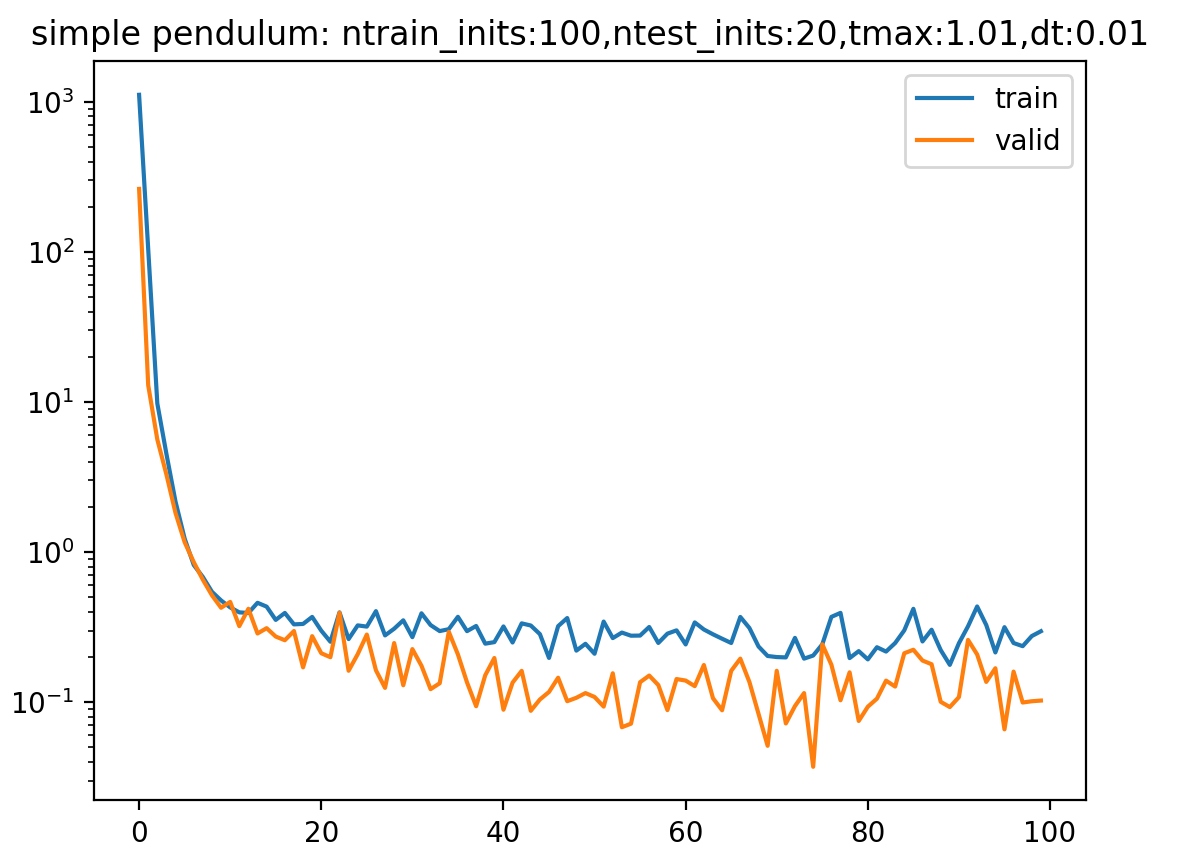 simple pendulum: ntrain_inits:100,ntest_inits:20,tmax:1.01,dt:0.01
train
valid
10³
10²
10¹
10⁰
10⁻¹
0 20 40 60 80 100